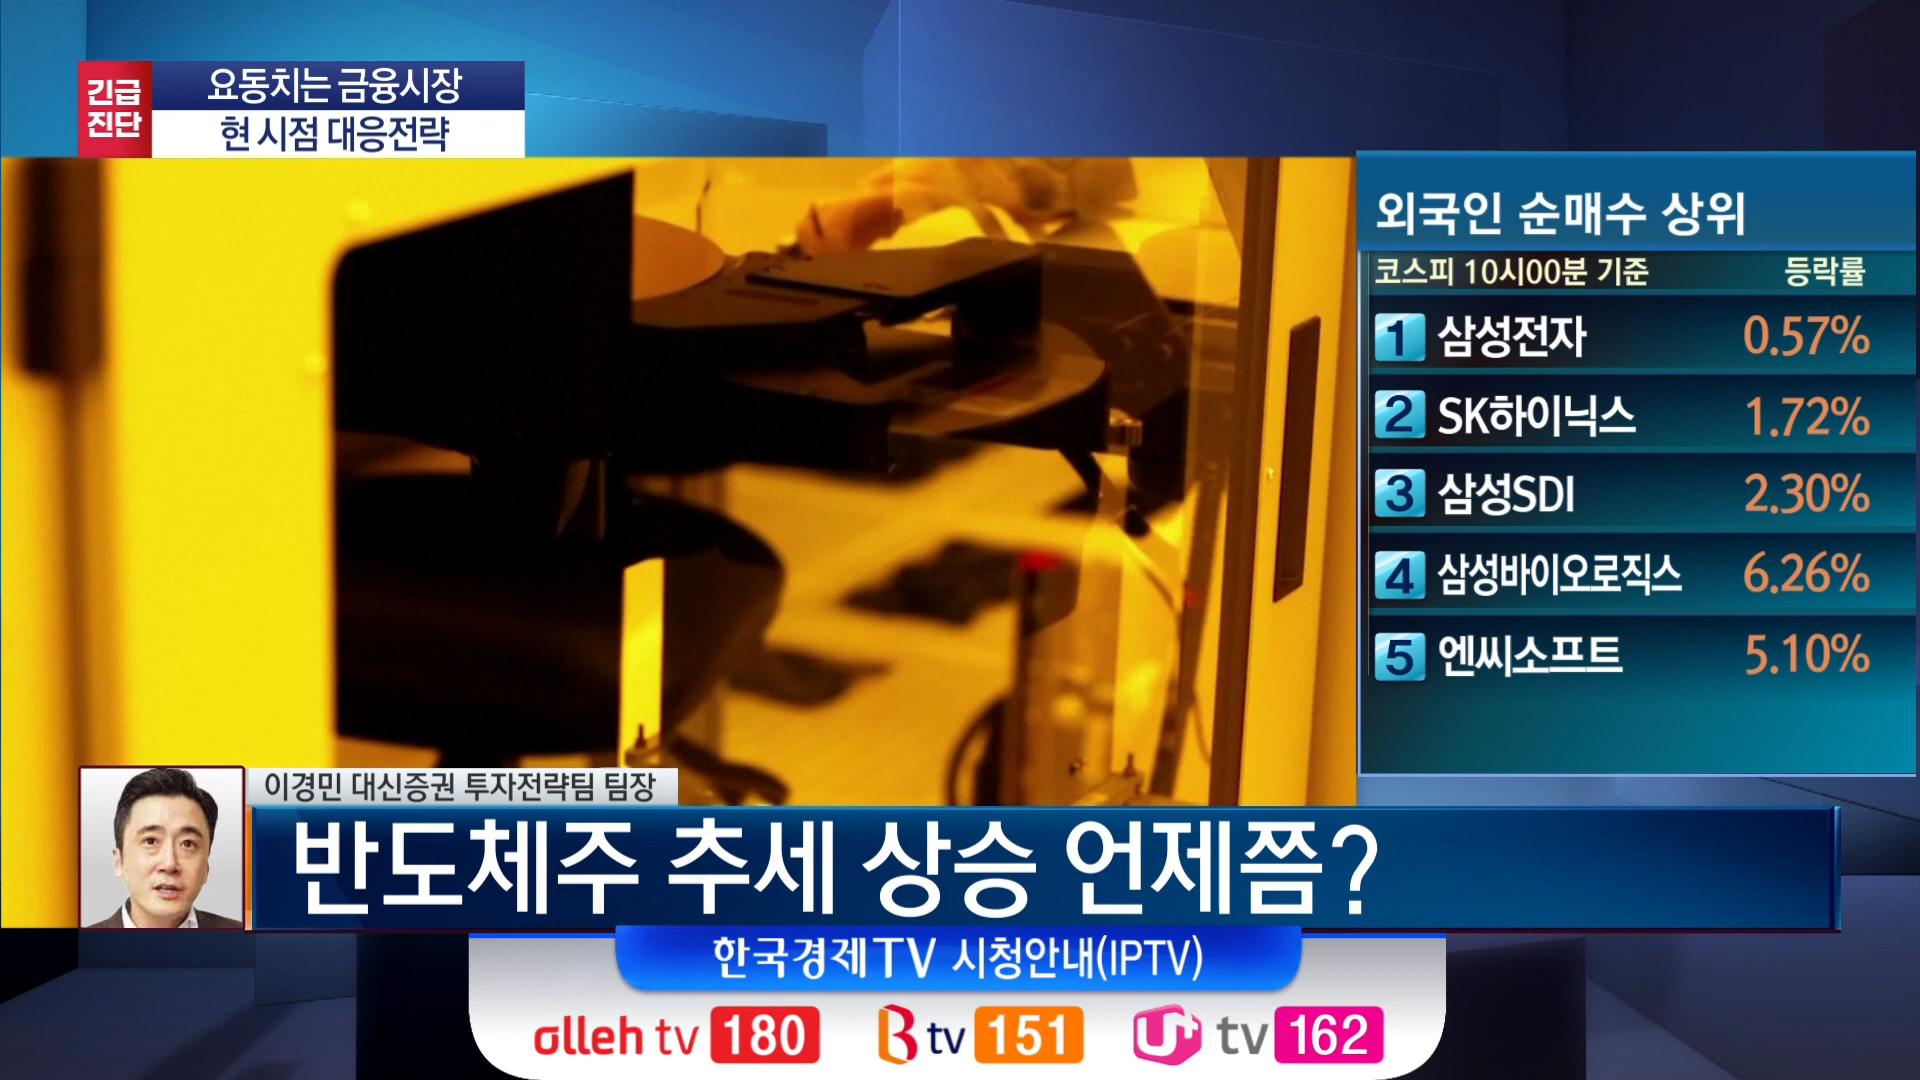 긴급
진단
요동치는 금융시장
현 시점 대응전략
외국인 순매수 상위
코스피 10시00분 기준 등락률
1 삼성전자 0.57%
2 SK하이닉스 1.72%
3 삼성SDI 2.30%
4 삼성바이오로직스 6.26%
5 엔씨소프트 5.10%
이경민 대신증권 투자전략팀 팀장
반도체주 추세 상승 언제쯤?
한국경제TV 시청안내(IPTV)
olleh tv 180 B tv 151 U+ tv 162